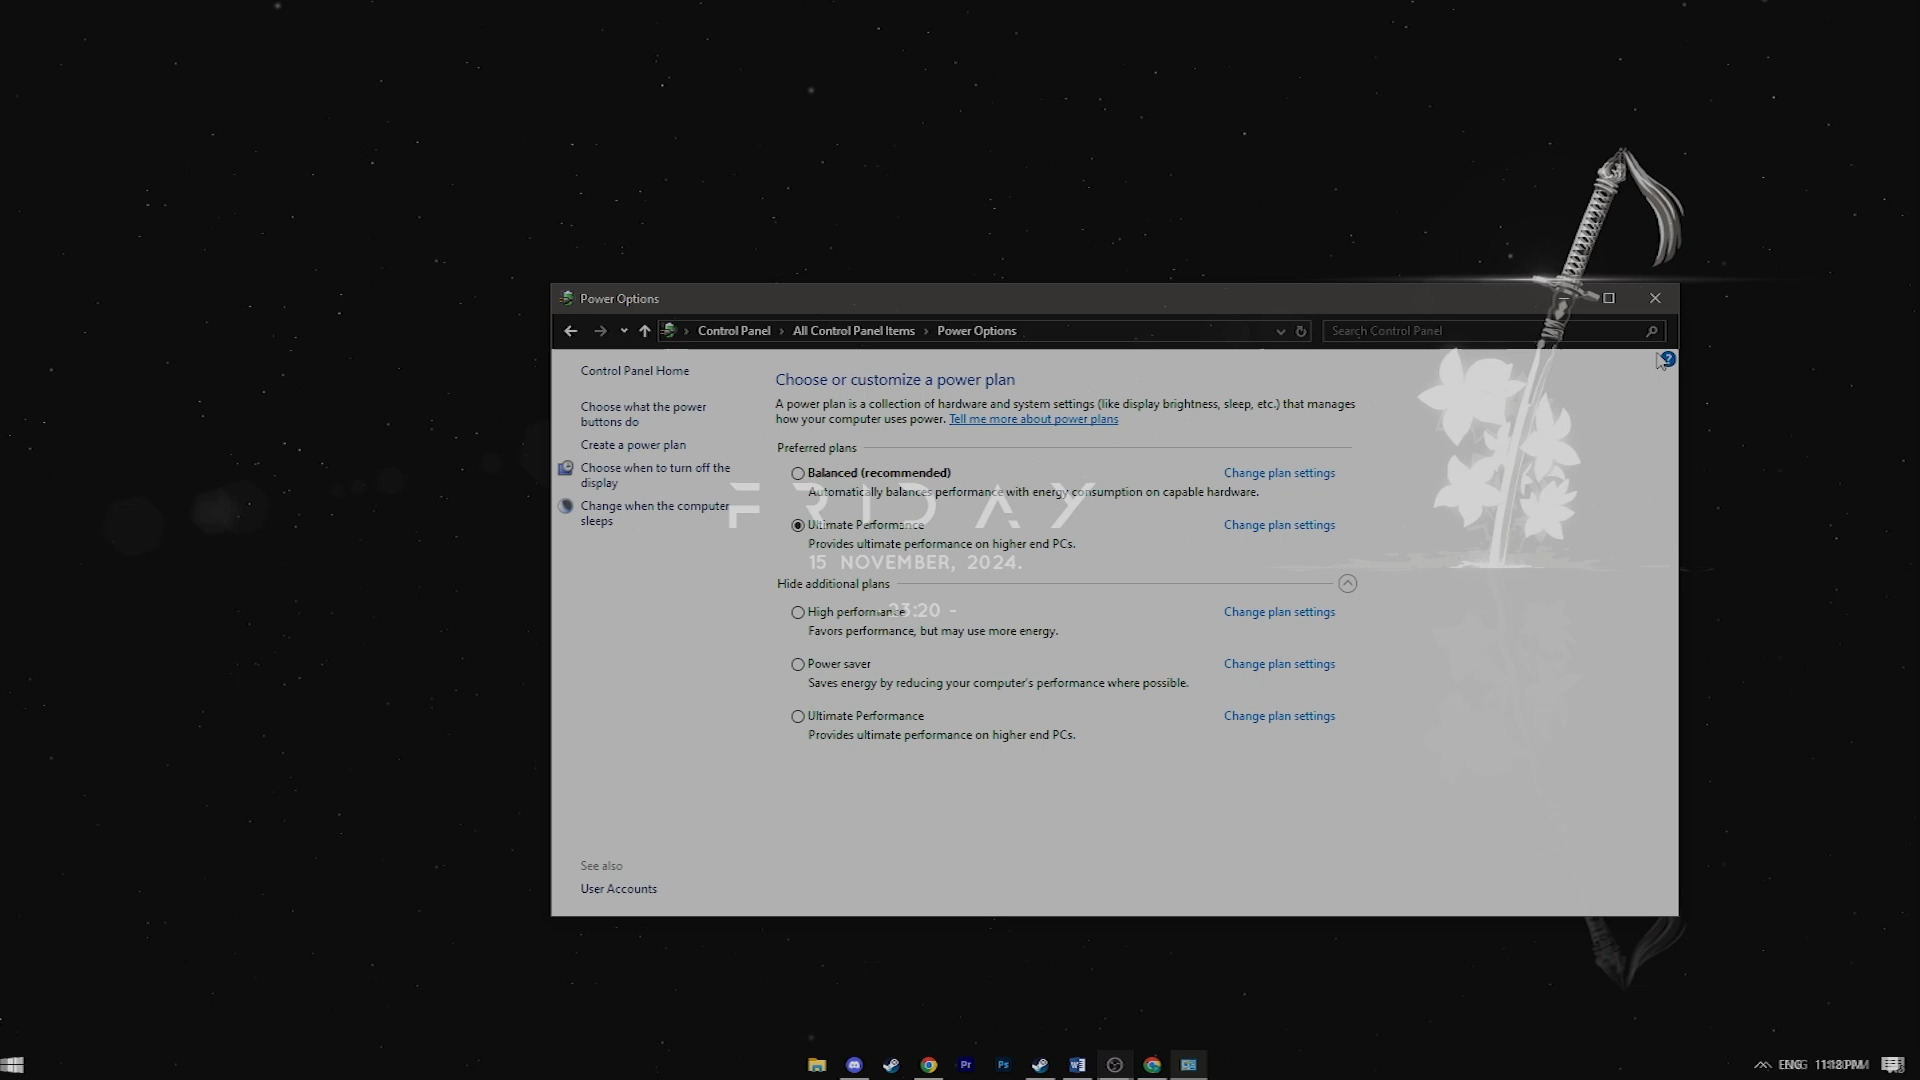 Power Options
Control Panel
All Control Panel Items
Power Options
Search Control Panel
Control Panel Home
Choose what the power
buttons do
Create a power plan
Choose when to turn off the
display
Change when the computer
sleeps
Choose or customize a power plan
A power plan is a collection of hardware and system settings (like display brightness, sleep, etc.) that manages
how your computer uses power. Tell me more about power plans
Preferred plans
Balanced (recommended) Change plan settings
Automatically balances performance with energy consumption on capable hardware.
FRIDAY
Ultimate Performance Change plan settings
Provides ultimate performance on higher end PCs.
15 NOVEMBER, 2024.
Hide additional plans
High performance Change plan settings
23:20 -
Favors performance, but may use more energy.
Power saver Change plan settings
Saves energy by reducing your computer's performance where possible.
Ultimate Performance Change plan settings
Provides ultimate performance on higher end PCs.
See also
User Accounts
Pr
Ps